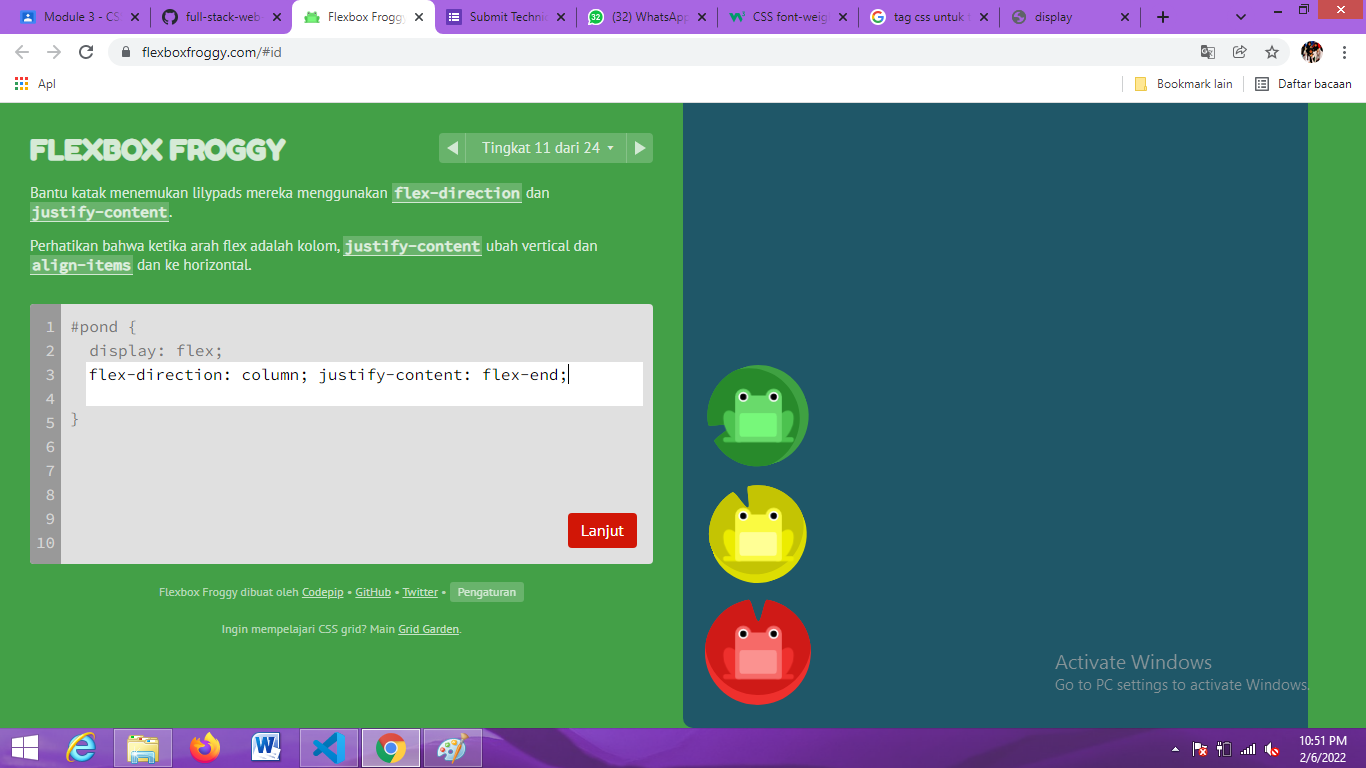 Module 3 - CS
full-stack-web
Flexbox Froggy
Submit Techni
(32) WhatsApp
CSS font-weig
tag css untuk t
display
flexboxfroggy.com/#id
Apl
Bookmark lain
Daftar bacaan
FLEXBOX FROGGY
Tingkat 11 dari 24
Bantu katak menemukan lilypads mereka menggunakan flex-direction dan
justify-content.
Perhatikan bahwa ketika arah flex adalah kolom, justify-content ubah vertical dan
align-items dan ke horizontal.
1 #pond {
2 display: flex;
3 flex-direction: column; justify-content: flex-end;
4
5 }
6
7
8
9
10
Lanjut
Flexbox Froggy dibuat oleh Codepip • GitHub • Twitter • Pengaturan
Ingin mempelajari CSS grid? Main Grid Garden.
Activate Windows
Go to PC settings to activate Windows.
10:51 PM
2/6/2022